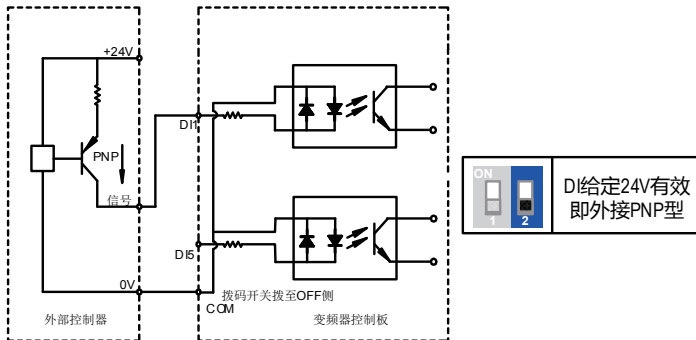 +24V
PNP
信号
0V
外部控制器
DI1
DI5
COM
拨码开关拨至OFF侧
变频器控制板
ON
1 2
DI给定24V有效
即外接PNP型